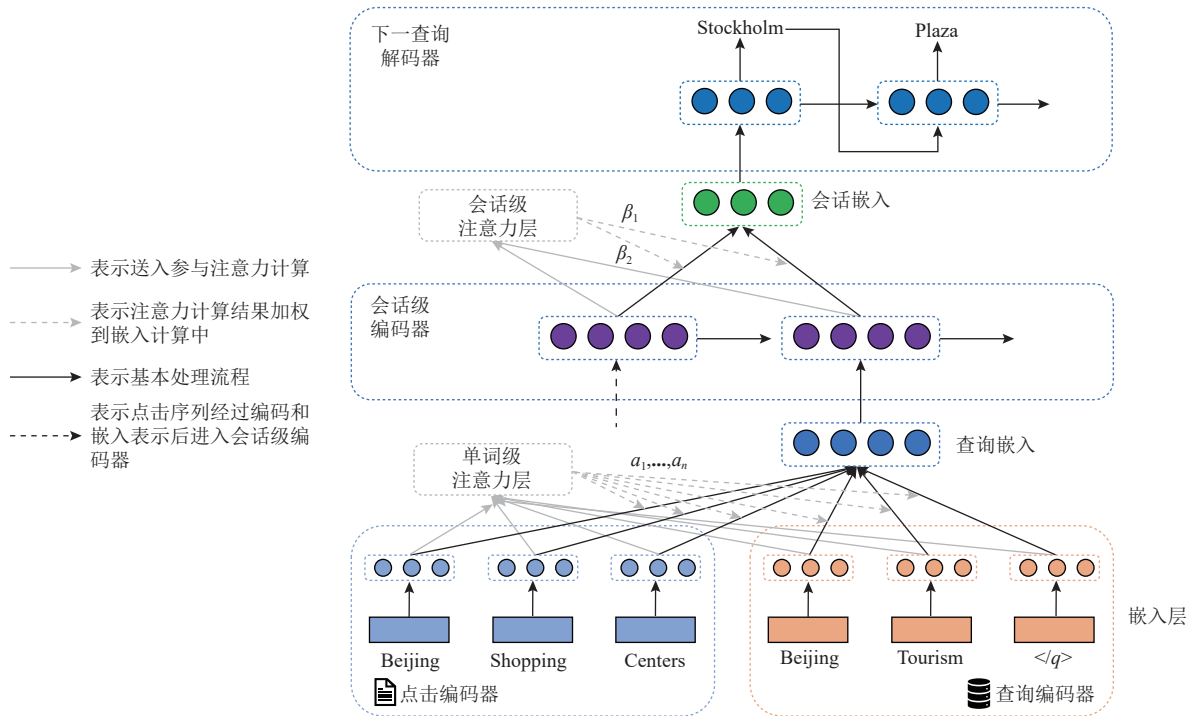 下一查询
解码器
Stockholm
Plaza
会话级
注意力层
β1
β2
会话嵌入
表示送入参与注意力计算
表示注意力计算结果加权
到嵌入计算中
表示基本处理流程
表示点击序列经过编码和
嵌入表示后进入会话级编
码器
会话级
编码器
单词级
注意力层
a1,...,an
查询嵌入
嵌入层
Beijing
Shopping
Centers
Beijing
Tourism
</q>
点击编码器
查询编码器